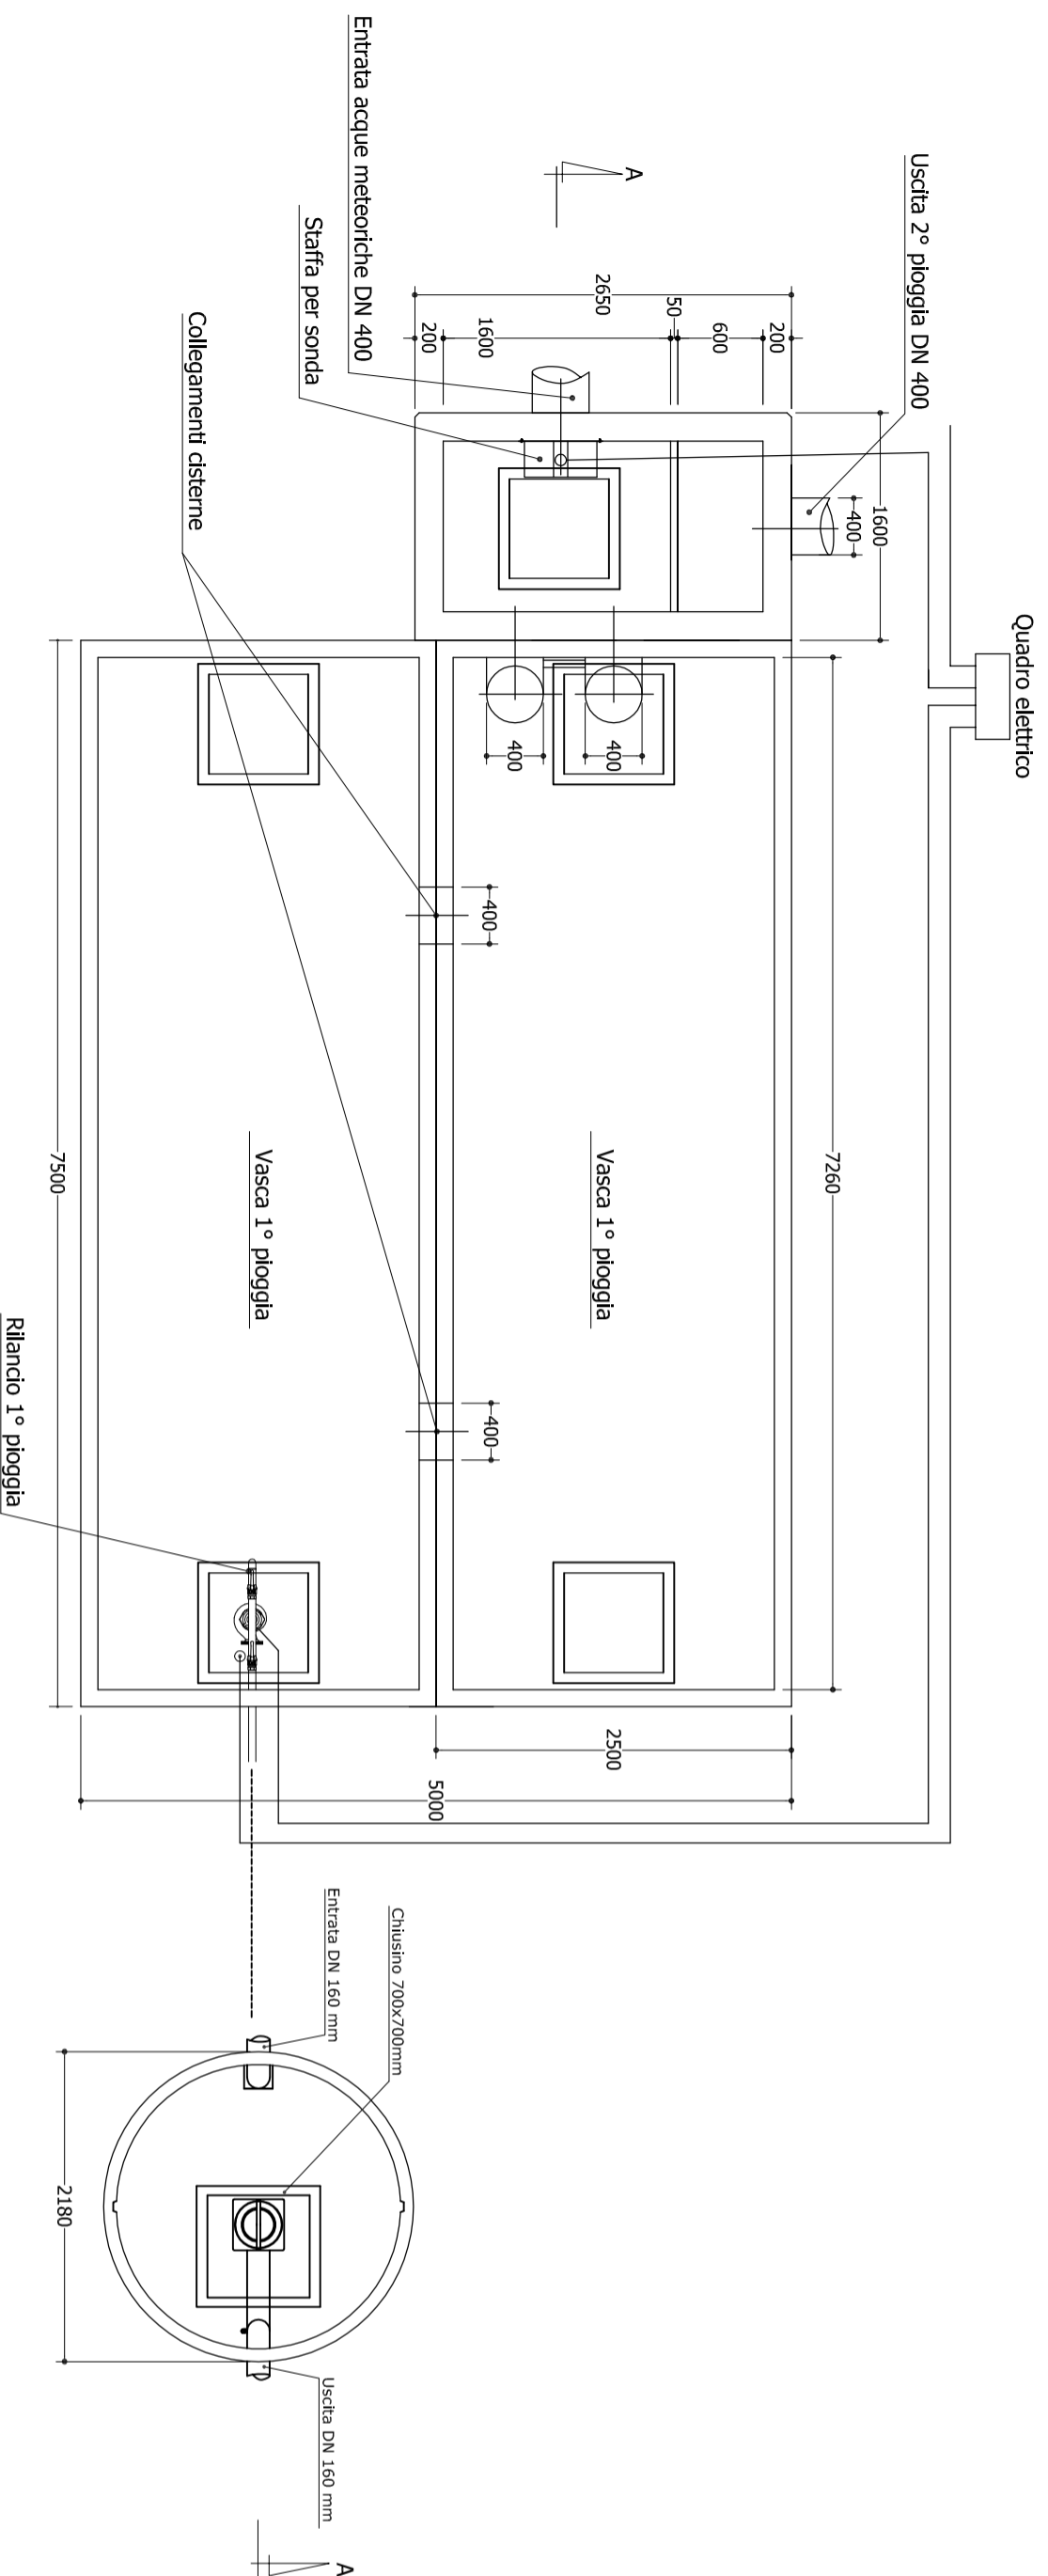 Quadro elettrico
Uscita 2° pioggia DN 400
1600
400
7260
200
600
50
A
2650
400
Vasca 1° pioggia
2500
400
1600
400
400
200
5000
Chiusino 700x700mm
Entrata acque meteoriche DN 400
A
Entrata DN 160 mm
Uscita DN 160 mm
Staffa per sonda
Vasca 1° pioggia
Collegamenti cisterne
2180
7500
Rilancio 1° pioggia